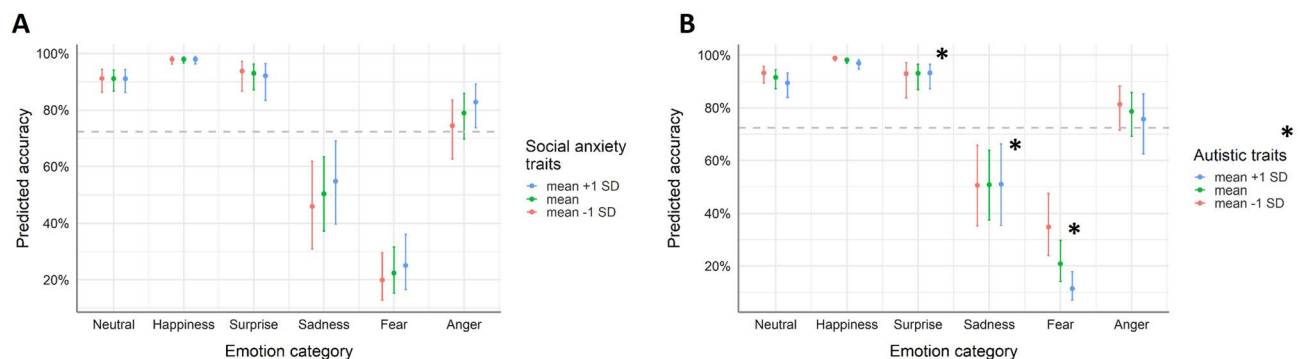 A
100%
80%
60%
40%
20%
Predicted accuracy
Neutral
Happiness
Surprise
Sadness
Fear
Anger
Emotion category
Social anxiety
traits
mean +1 SD
mean
mean -1 SD
B
100%
80%
60%
40%
20%
Predicted accuracy
*
*
*
Neutral
Happiness
Surprise
Sadness
Fear
Anger
Emotion category
*
Autistic traits
mean +1 SD
mean
mean -1 SD